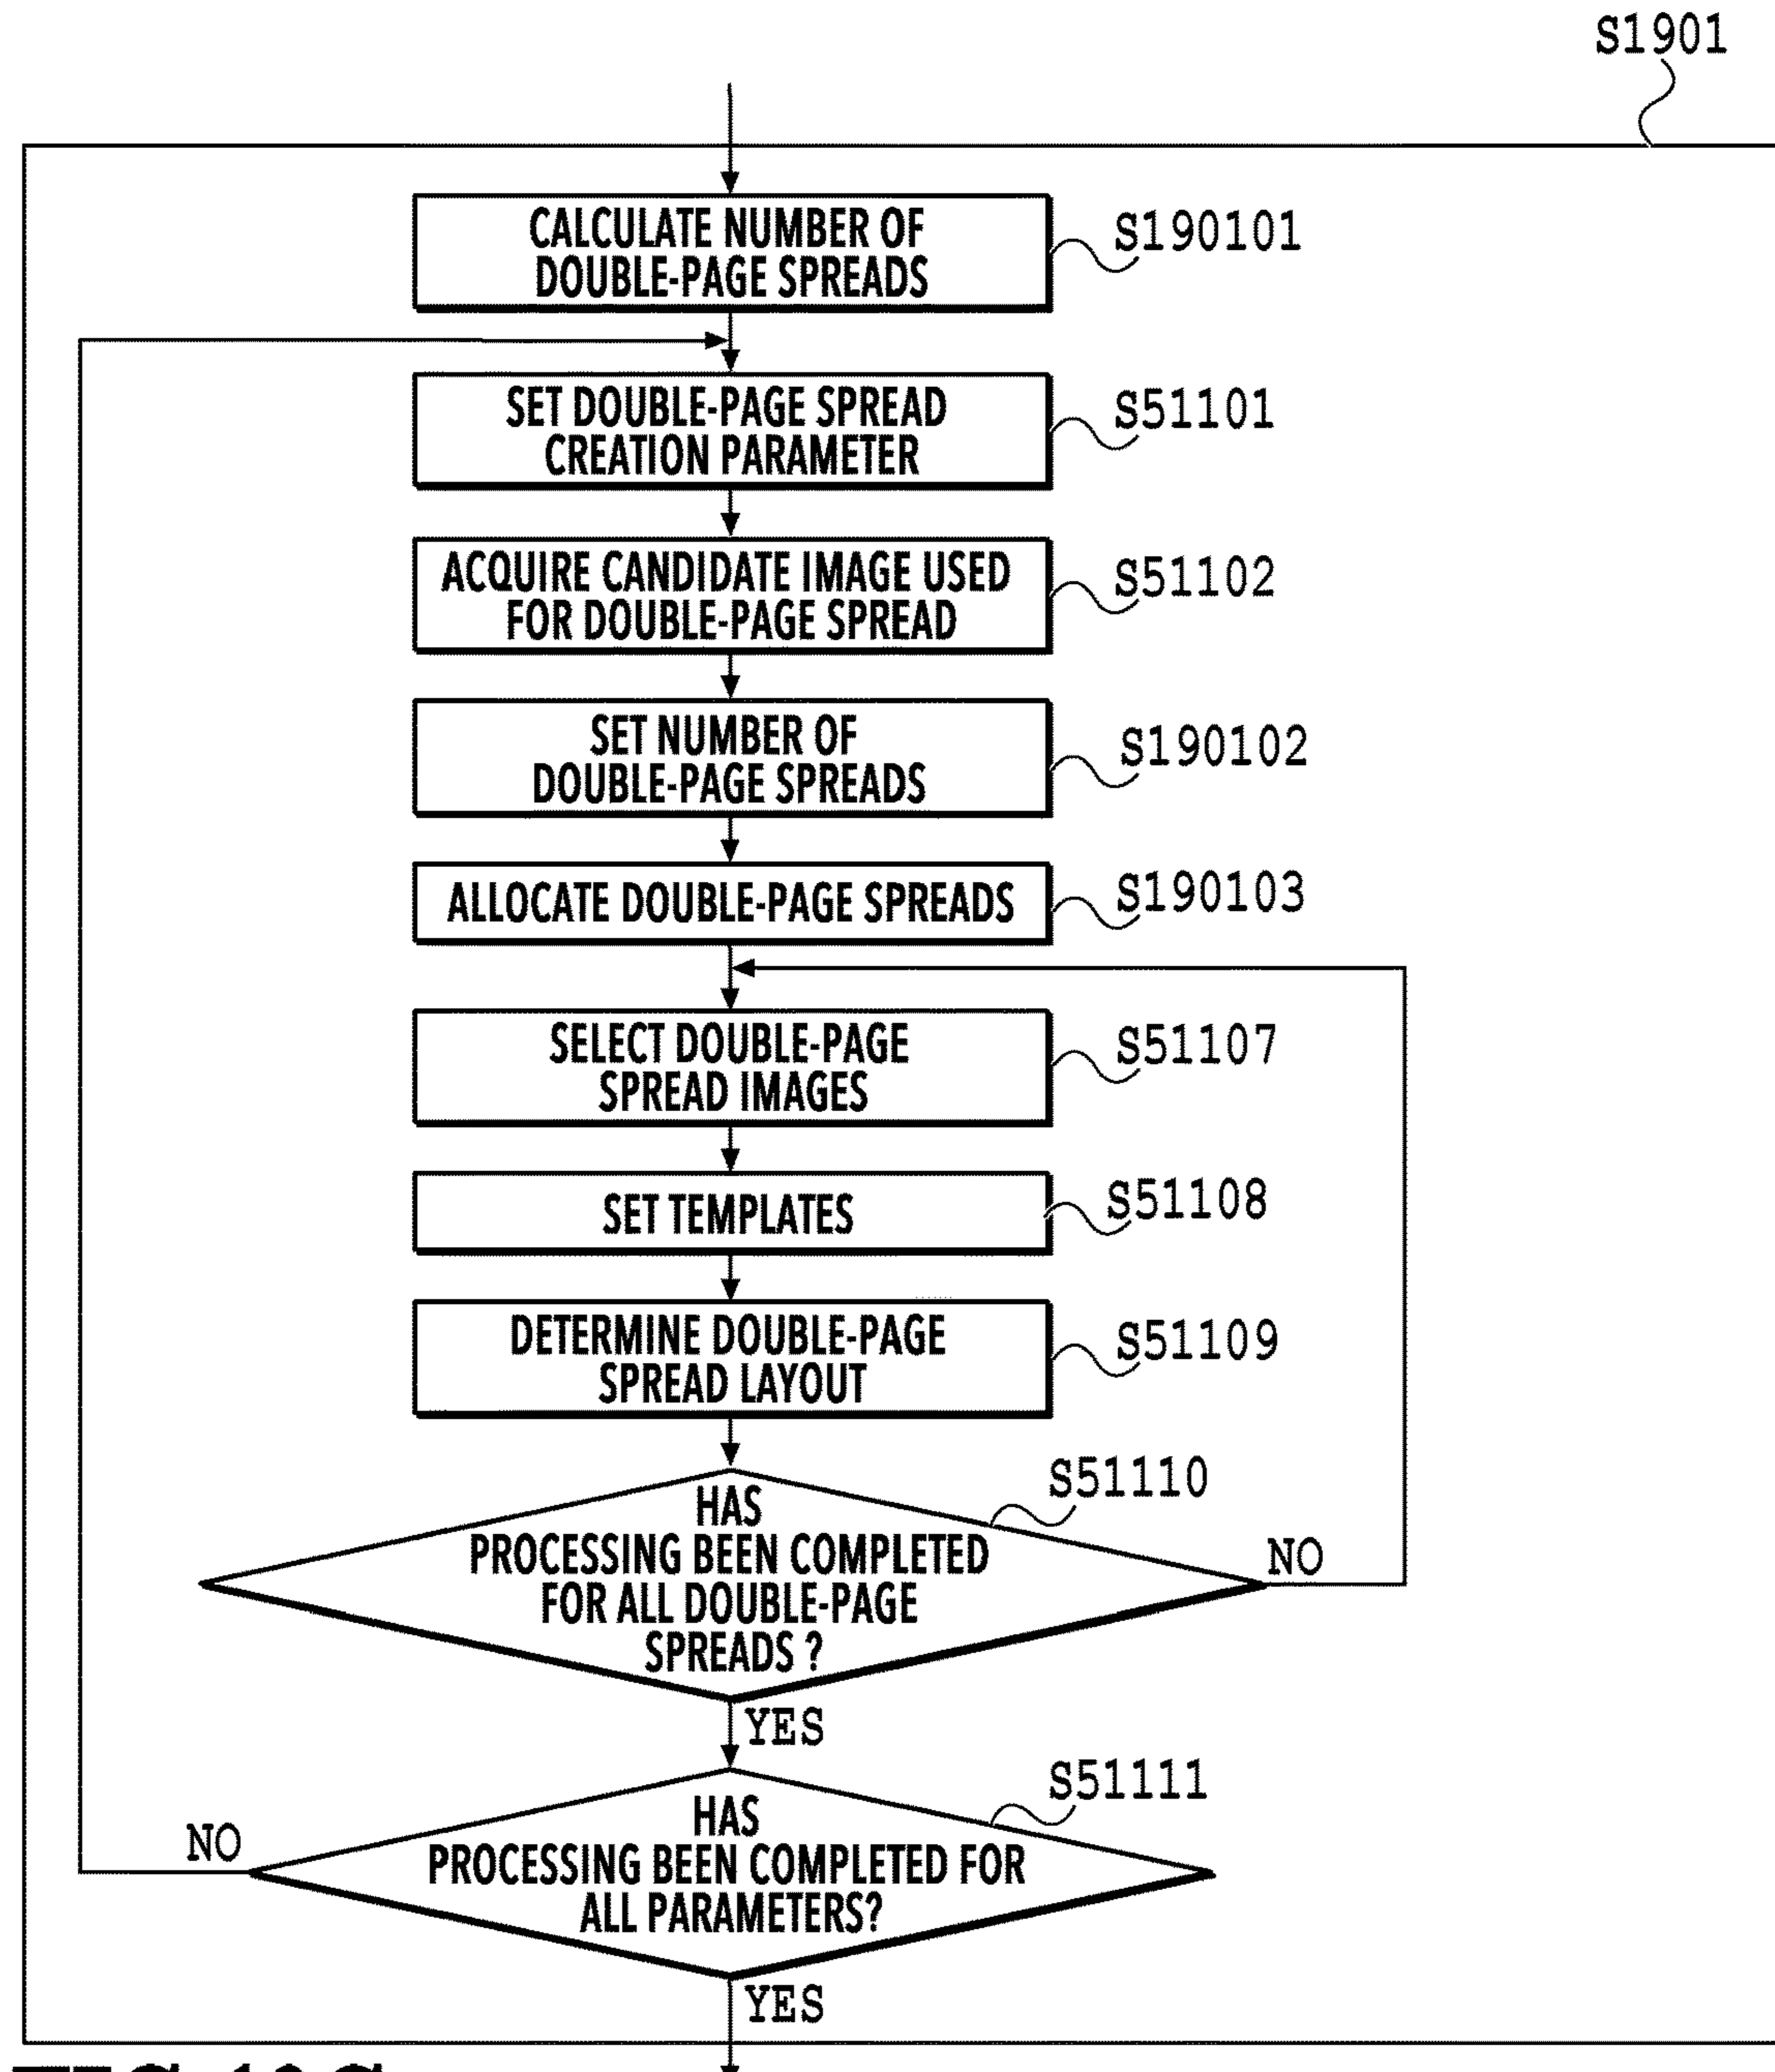 S1901
CALCULATE NUMBER OF
DOUBLE-PAGE SPREADS
S190101
SET DOUBLE-PAGE SPREAD
CREATION PARAMETER
S51101
ACQUIRE CANDIDATE IMAGE USED
FOR DOUBLE-PAGE SPREAD
S51102
SET NUMBER OF
DOUBLE-PAGE SPREADS
S190102
ALLOCATE DOUBLE-PAGE SPREADS
S190103
SELECT DOUBLE-PAGE
SPREAD IMAGES
S51107
SET TEMPLATES
S51108
DETERMINE DOUBLE-PAGE
SPREAD LAYOUT
S51109
S51110
HAS
PROCESSING BEEN COMPLETED
FOR ALL DOUBLE-PAGE
SPREADS ?
NO
YES
S51111
HAS
PROCESSING BEEN COMPLETED FOR
ALL PARAMETERS?
NO
YES